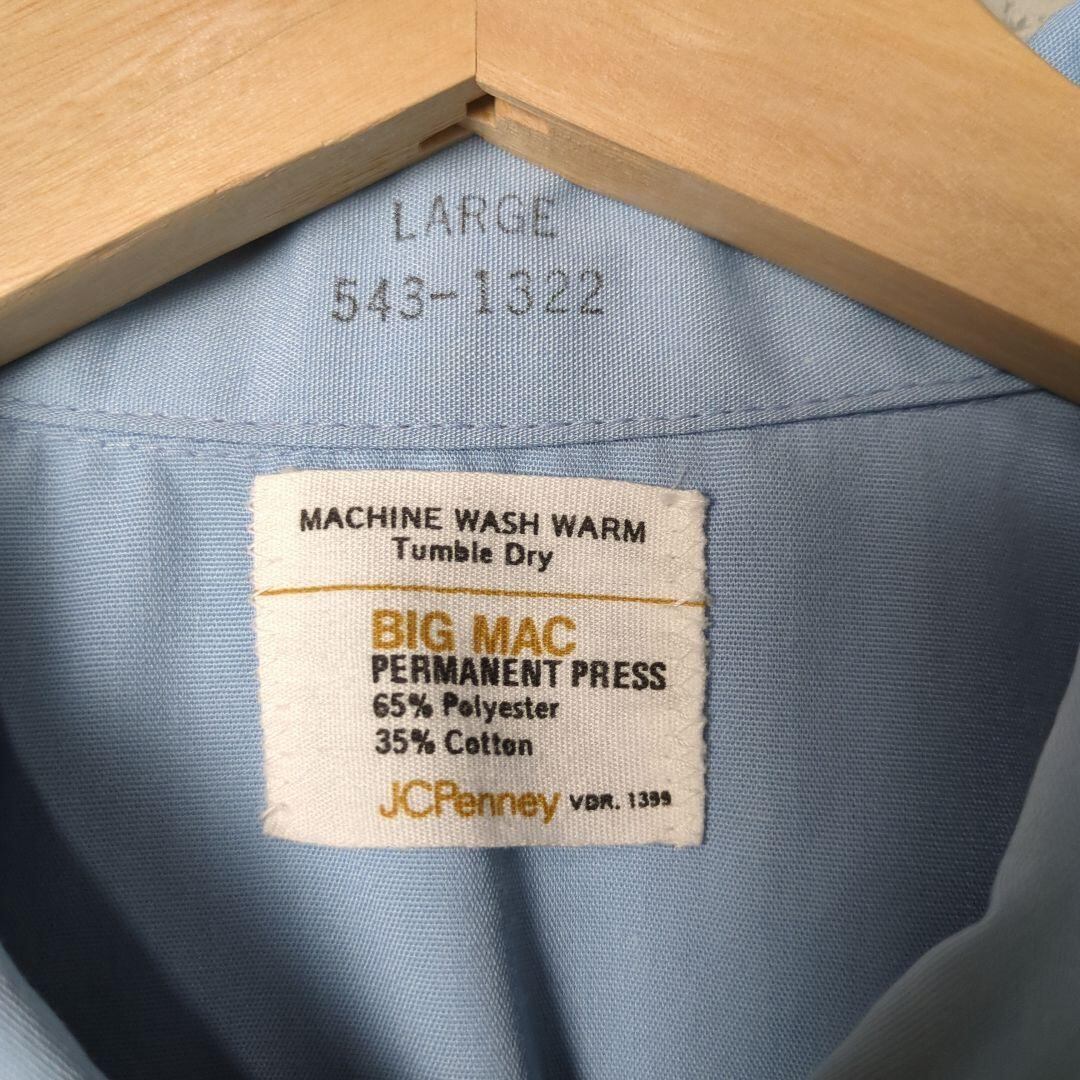 LARGE
543-1322
MACHINE WASH WARM
Tumble Dry
BIG MAC
PERMANENT PRESS
65% Polyester
35% Cotton
JCPenney VDR. 1399